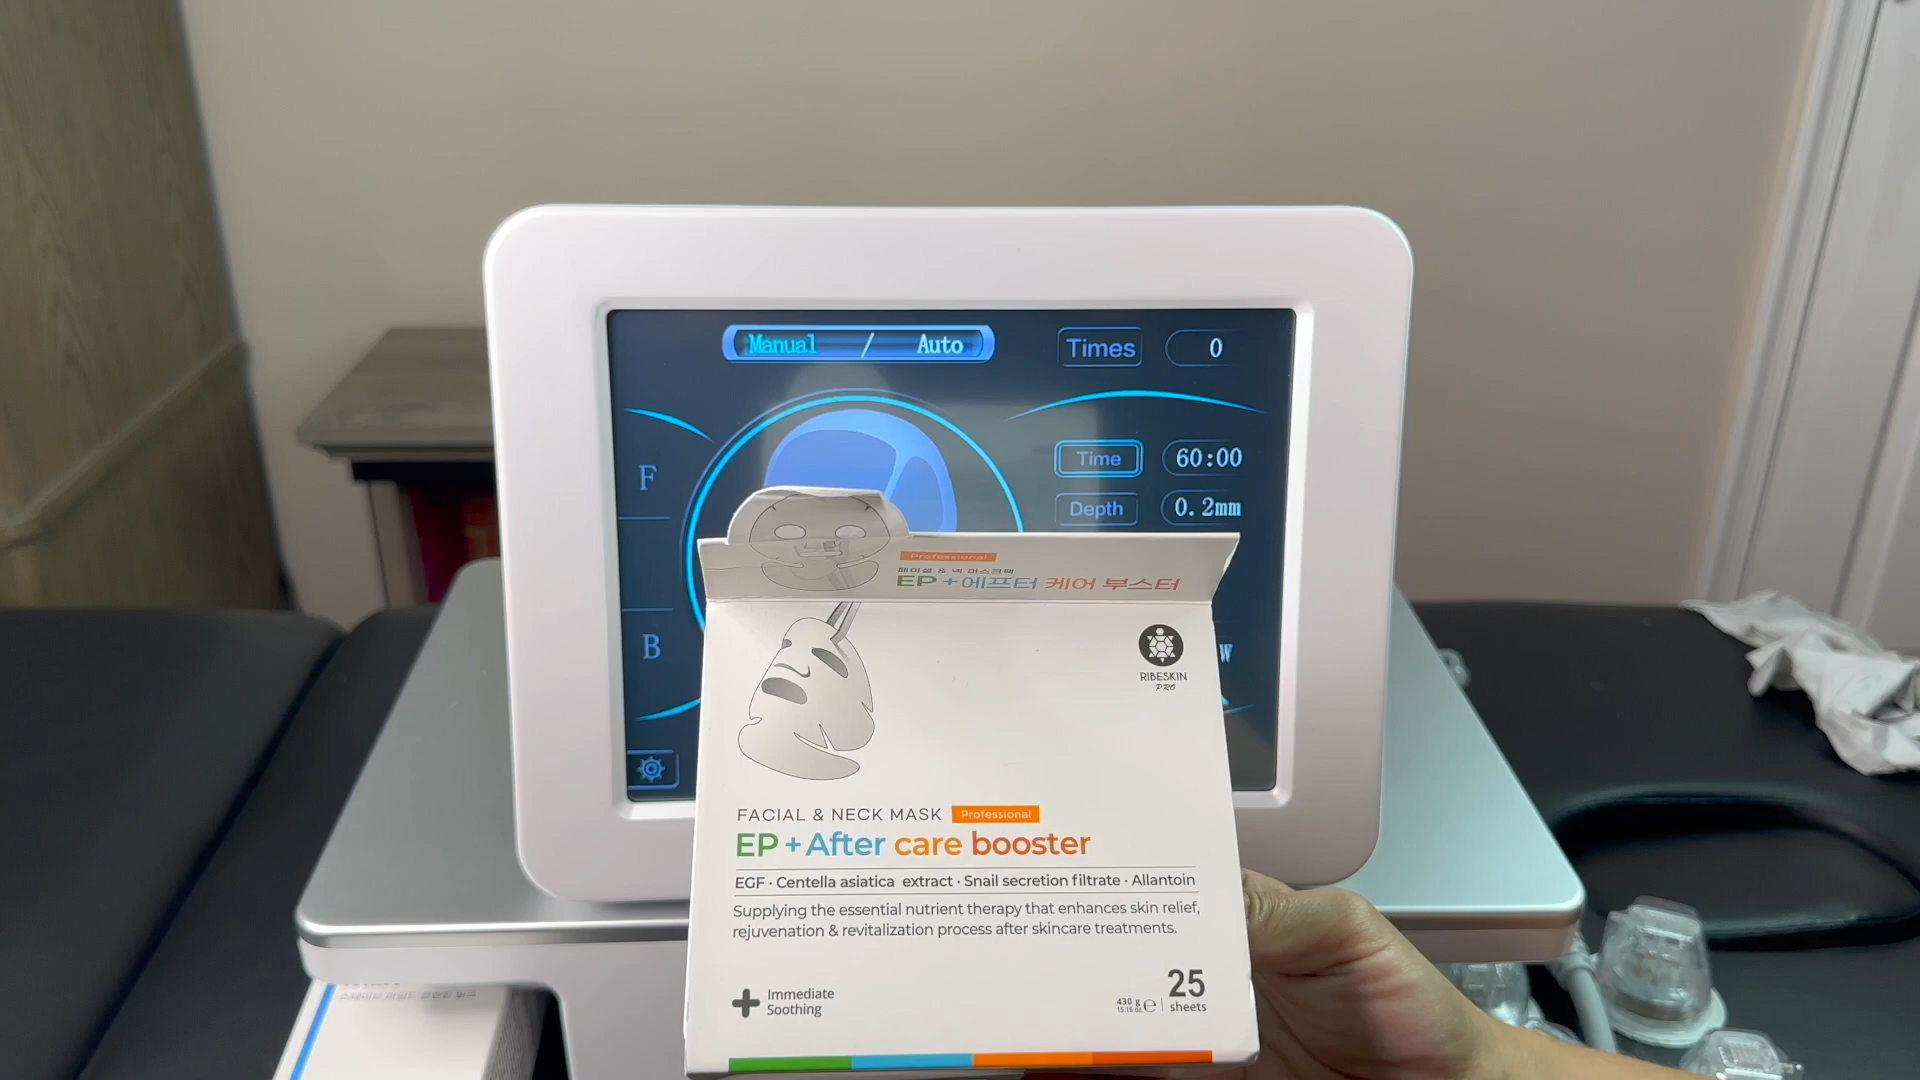 Manual / Auto
Times 0
F
Time 60:00
Depth 0.2mm
B
W
Professional
페이셜 & 넥 마스크팩
EP+에프터 케어 부스터
RIBESKIN
PRO
FACIAL & NECK MASK Professional
EP + After care booster
EGF · Centella asiatica extract · Snail secretion filtrate · Allantoin
Supplying the essential nutrient therapy that enhances skin relief,
rejuvenation & revitalization process after skincare treatments.
Immediate
Soothing
430 g ℮
15.16 oz.
25
sheets